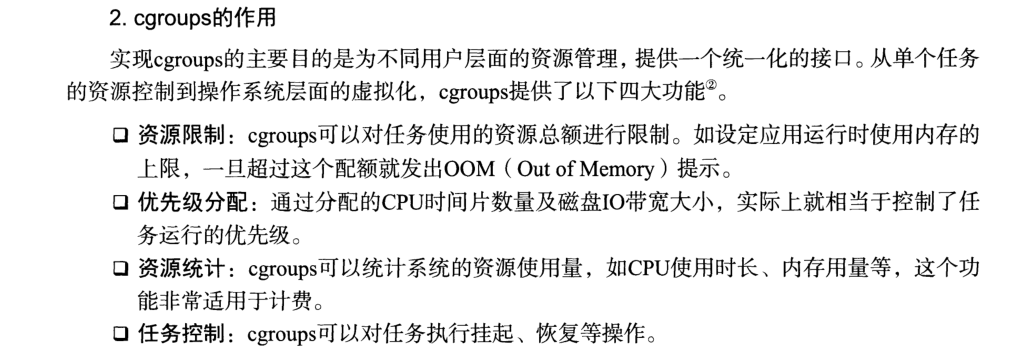 2. cgroups的作用
实现cgroups的主要目的是为不同用户层面的资源管理，提供一个统一化的接口。从单个任务
的资源控制到操作系统层面的虚拟化，cgroups提供了以下四大功能②。
❑ 资源限制：cgroups可以对任务使用的资源总额进行限制。如设定应用运行时使用内存的
上限，一旦超过这个配额就发出OOM（Out of Memory）提示。
❑ 优先级分配：通过分配的CPU时间片数量及磁盘IO带宽大小，实际上就相当于控制了任
务运行的优先级。
❑ 资源统计：cgroups可以统计系统的资源使用量，如CPU使用时长、内存用量等，这个功
能非常适用于计费。
❑ 任务控制：cgroups可以对任务执行挂起、恢复等操作。